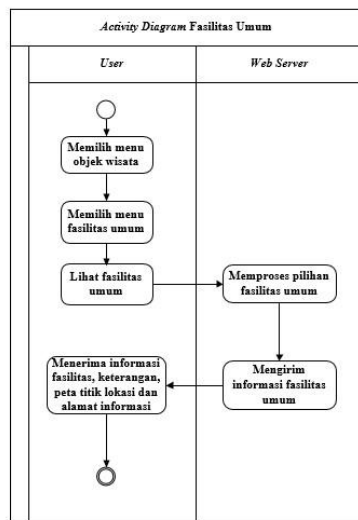 Activity Diagram Fasilitas Umum
User
Web Server
Memilih menu
objek wisata
Memilih menu
fasilitas umum
Lihat fasilitas
umum
Memproses pilihan
fasilitas umum
Mengirim
informasi fasilitas
umum
Menerima informasi
fasilitas, keterangan,
peta titik lokasi dan
alamat informasi